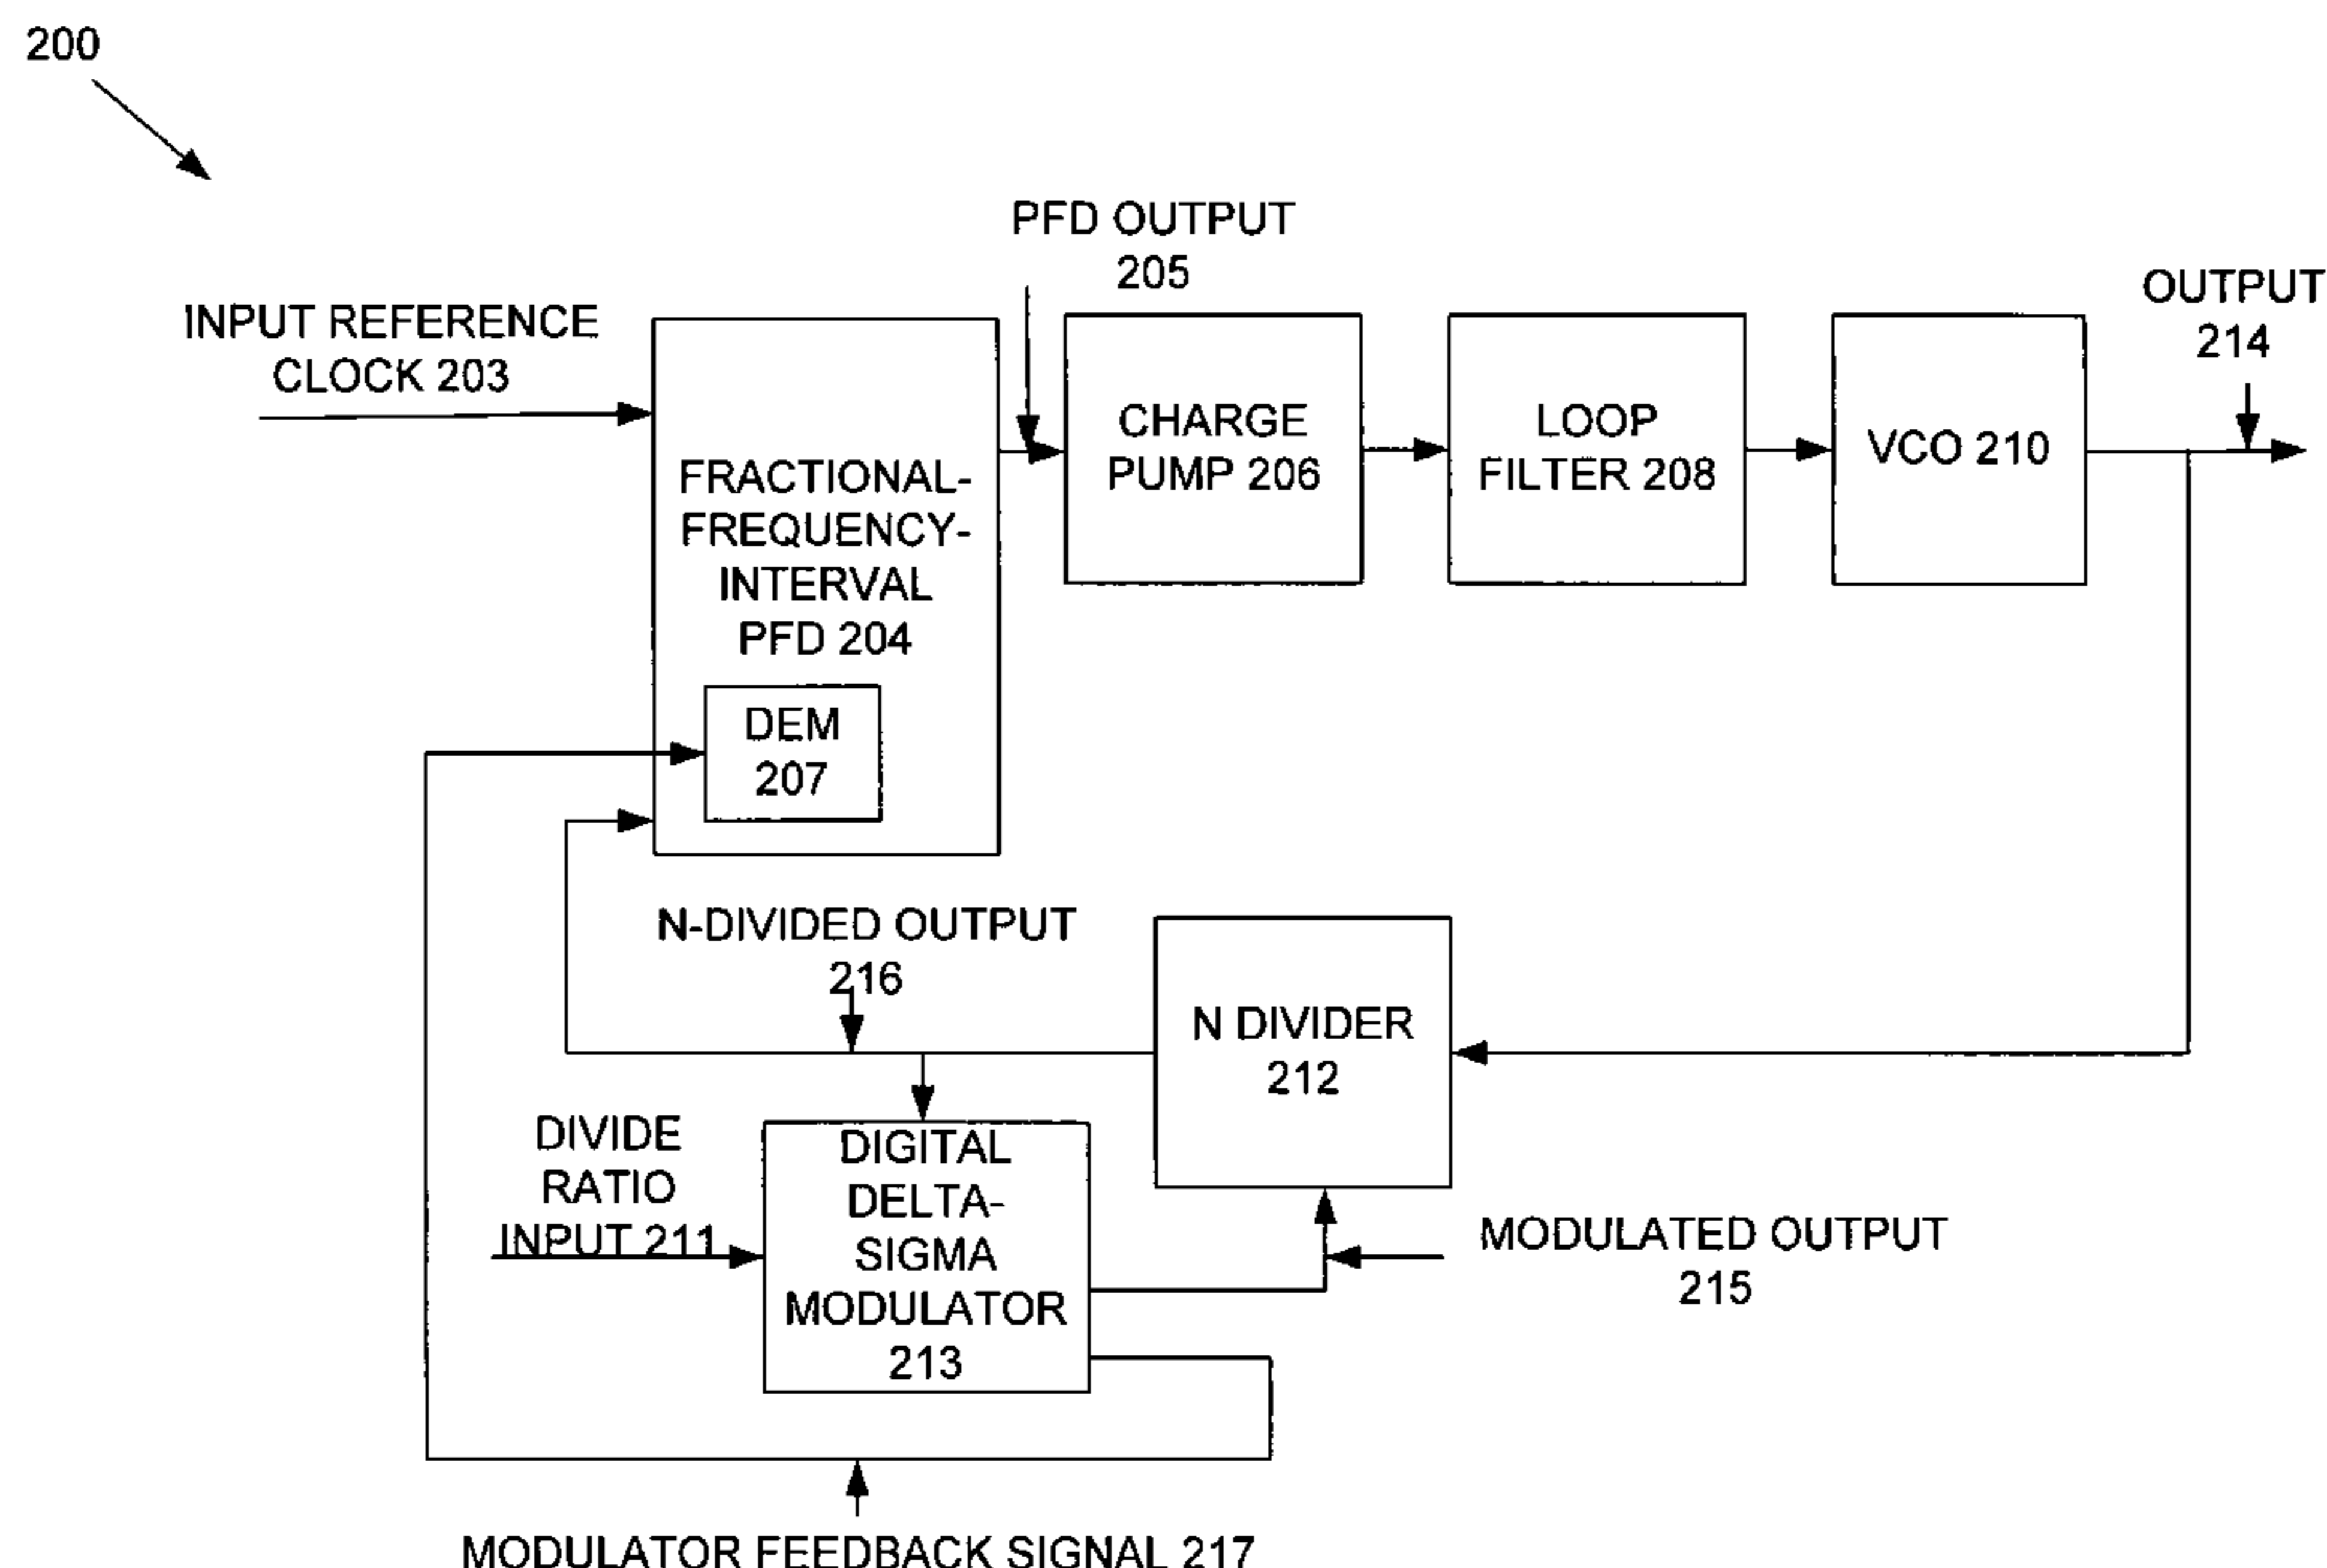 200
PFD OUTPUT
205
INPUT REFERENCE
CLOCK 203
OUTPUT
214
FRACTIONAL-
FREQUENCY-
INTERVAL
PFD 204
CHARGE
PUMP 206
LOOP
FILTER 208
VCO 210
DEM
207
N-DIVIDED OUTPUT
216
N DIVIDER
212
DIVIDE
RATIO
INPUT 211
DIGITAL
DELTA-
SIGMA
MODULATOR
213
MODULATED OUTPUT
215
MODULATOR FEEDBACK SIGNAL 217